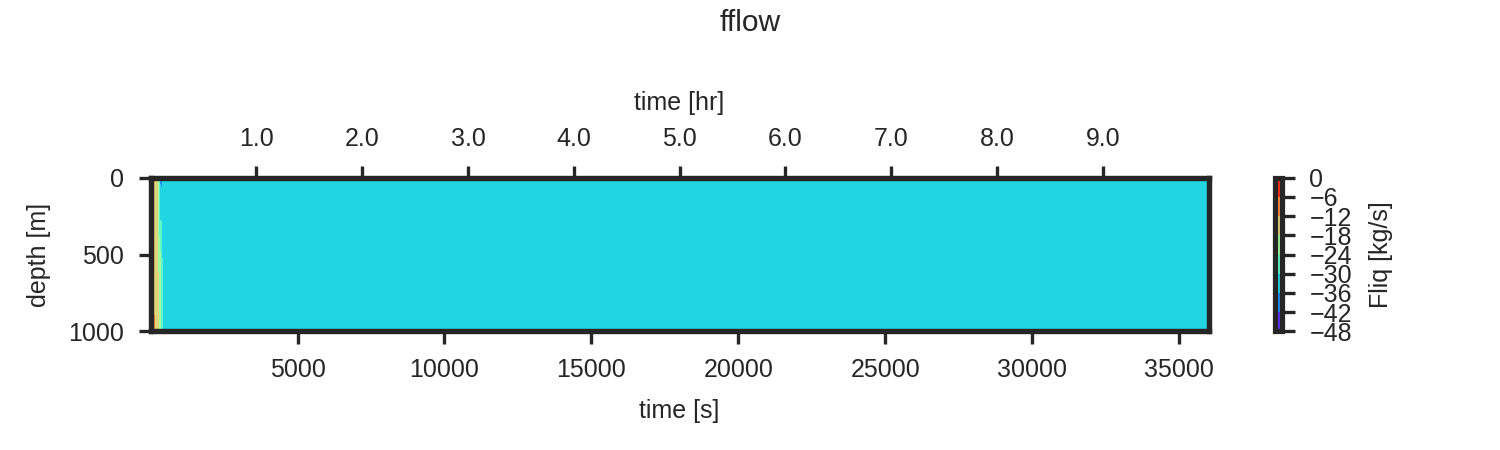 fflow
time [hr]
1.0 2.0 3.0 4.0 5.0 6.0 7.0 8.0 9.0
depth [m]
0
500
1000
5000 10000 15000 20000 25000 30000 35000
time [s]
0
−6
−12
−18
−24
−30
−36
−42
−48
Fliq [kg/s]